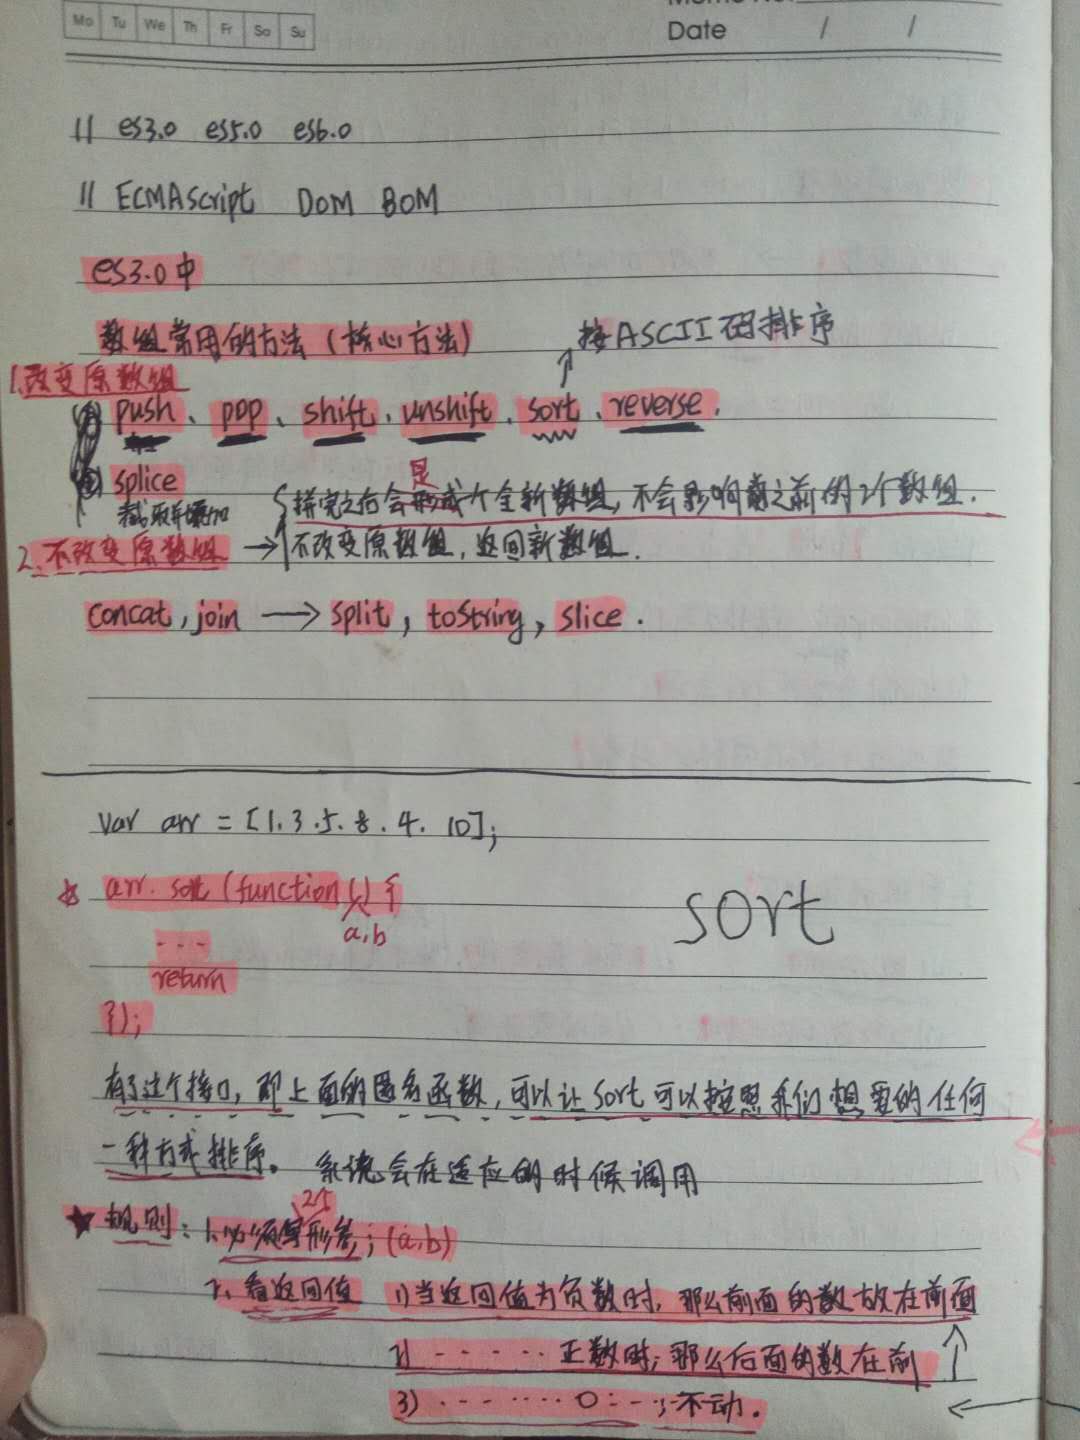 Mo Tu We Th Fr Sa Su
Date / /
// es3.0 es5.0 es6.0
// ECMAScript DOM BOM
es3.0中
数组常用的方法（核心方法）
按ASCII码排序
1.改变原数组
push、pop、shift、unshift、sort、reverse.
splice
截取并增加
是
拼完之后会形成个全新数组，不会影响之前的2个数组.
2.不改变原数组 → 不改变原数组，返回新数组.
concat, join → split, toString, slice.
var arr = [1.3.5.8.4.10];
arr.sort (function () {
a,b
sort
---
return
});
有了这个接口，即上面的匿名函数，可以让sort可以按照我们想要的任何
一种方式排序。系统会在适应的时候调用
2个
规则：1.必须写形参；(a,b)
2.看返回值 1)当返回值为负数时，那么前面的数放在前面
2) ····· 正数时；那么后面的数在前
3) ······· 0 : -- ; 不动.